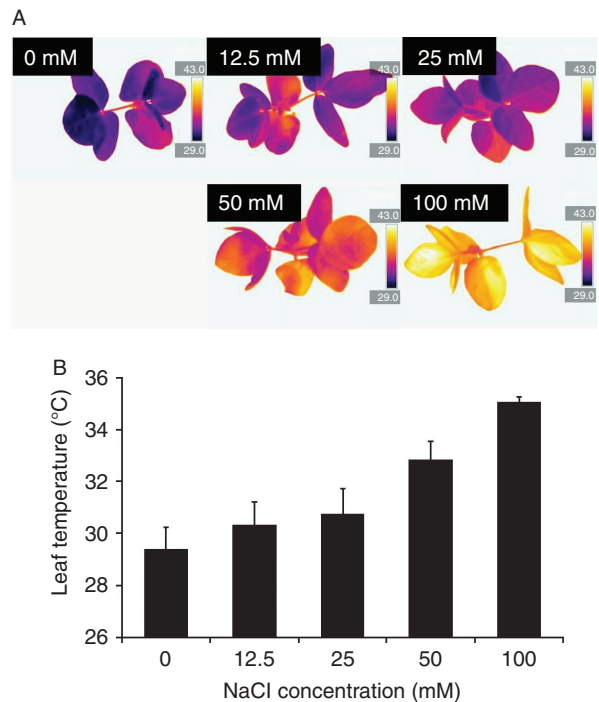 A
0 mM
43.0
29.0
12.5 mM
43.0
29.0
25 mM
43.0
29.0
50 mM
43.0
29.0
100 mM
43.0
29.0
B
36
34
32
30
28
26
Leaf temperature (°C)
0 12.5 25 50 100
NaCl concentration (mM)